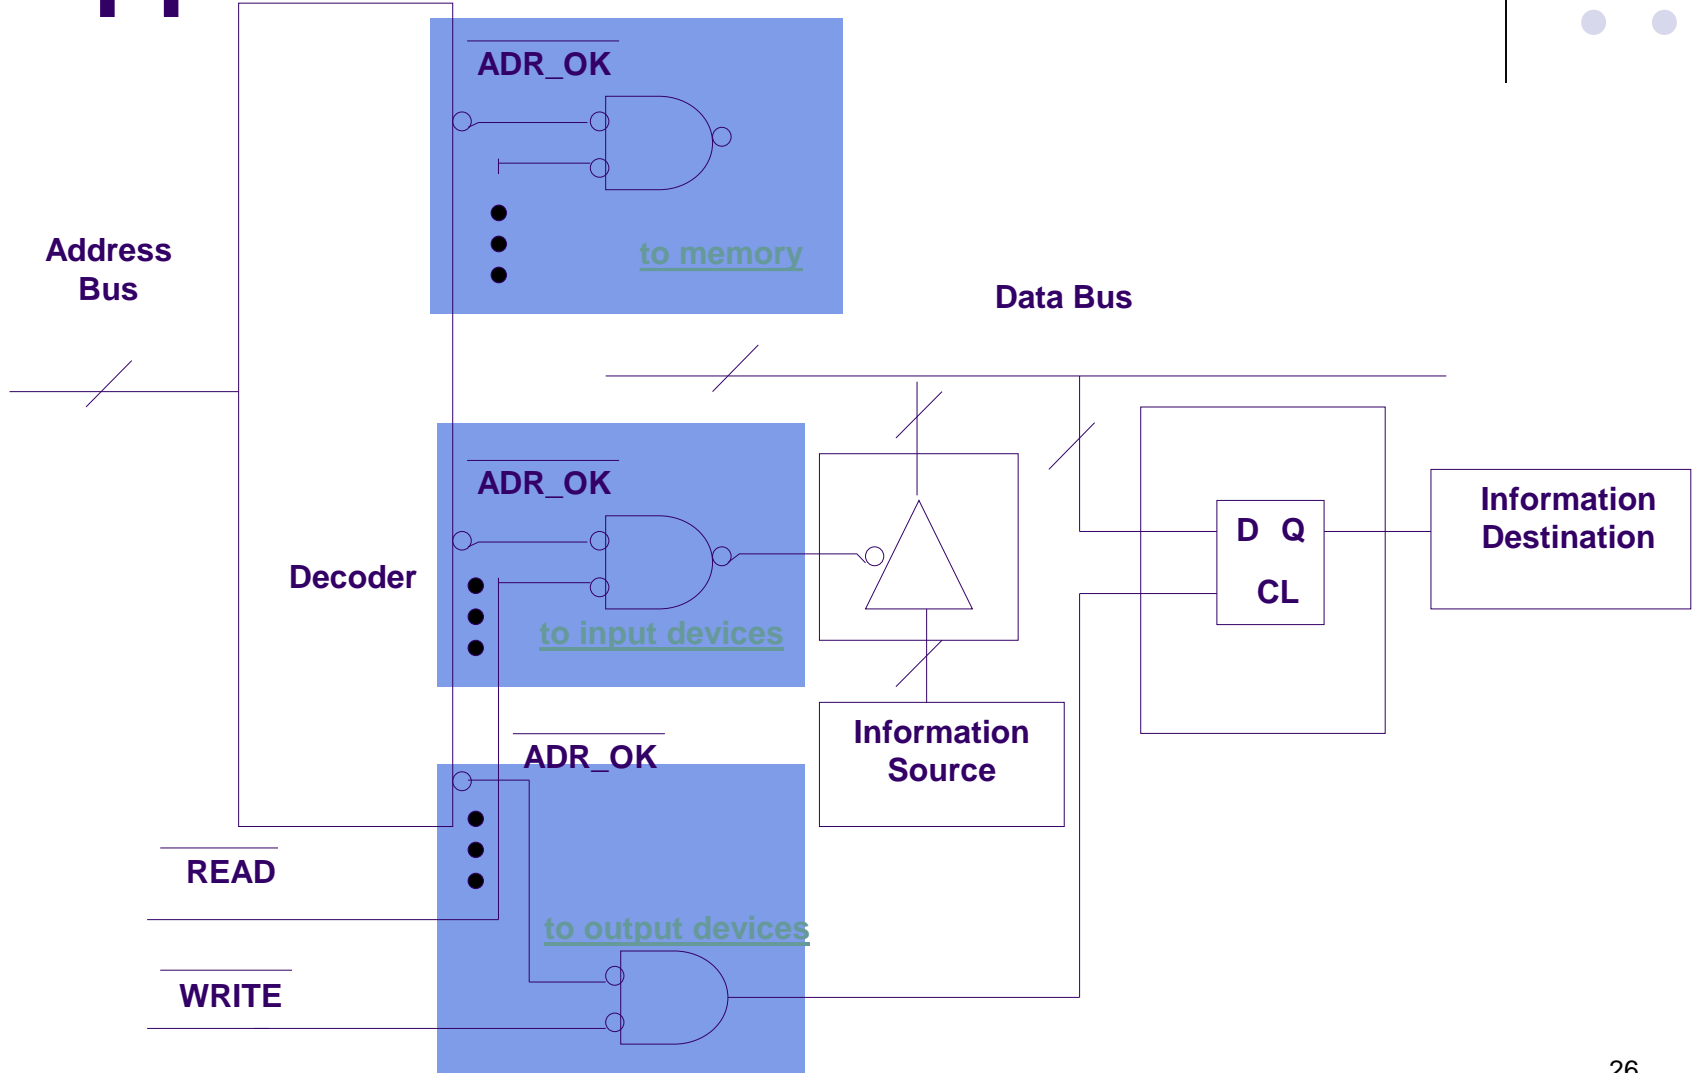 ADR_OK
to memory
Address
Bus
Data Bus
ADR_OK
Decoder
to input devices
D Q
CL
Information
Destination
ADR_OK
Information
Source
READ
to output devices
WRITE
26